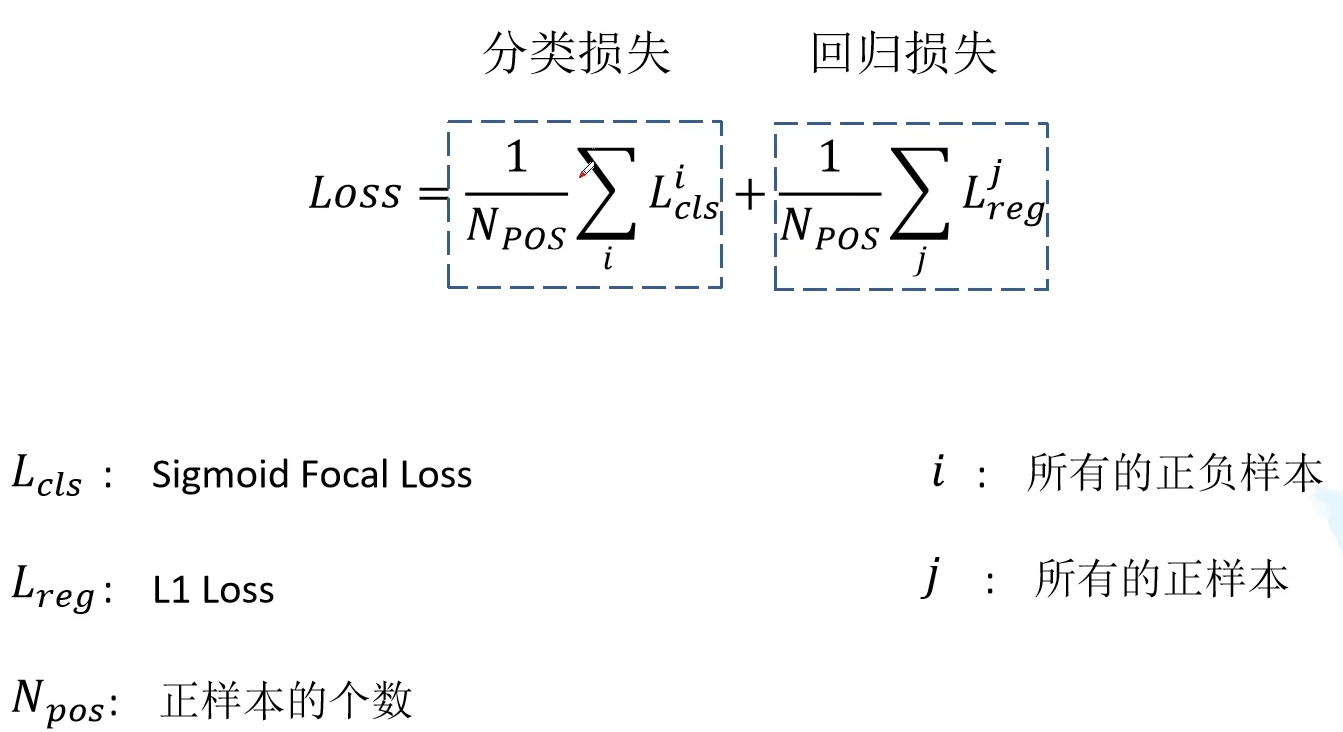 分类损失 回归损失
Loss = \frac{1}{N_{POS}} \sum_{i} L_{cls}^{i} + \frac{1}{N_{POS}} \sum_{j} L_{reg}^{j}
L_{cls} : Sigmoid Focal Loss i : 所有的正负样本
L_{reg} : L1 Loss j : 所有的正样本
N_{pos} : 正样本的个数